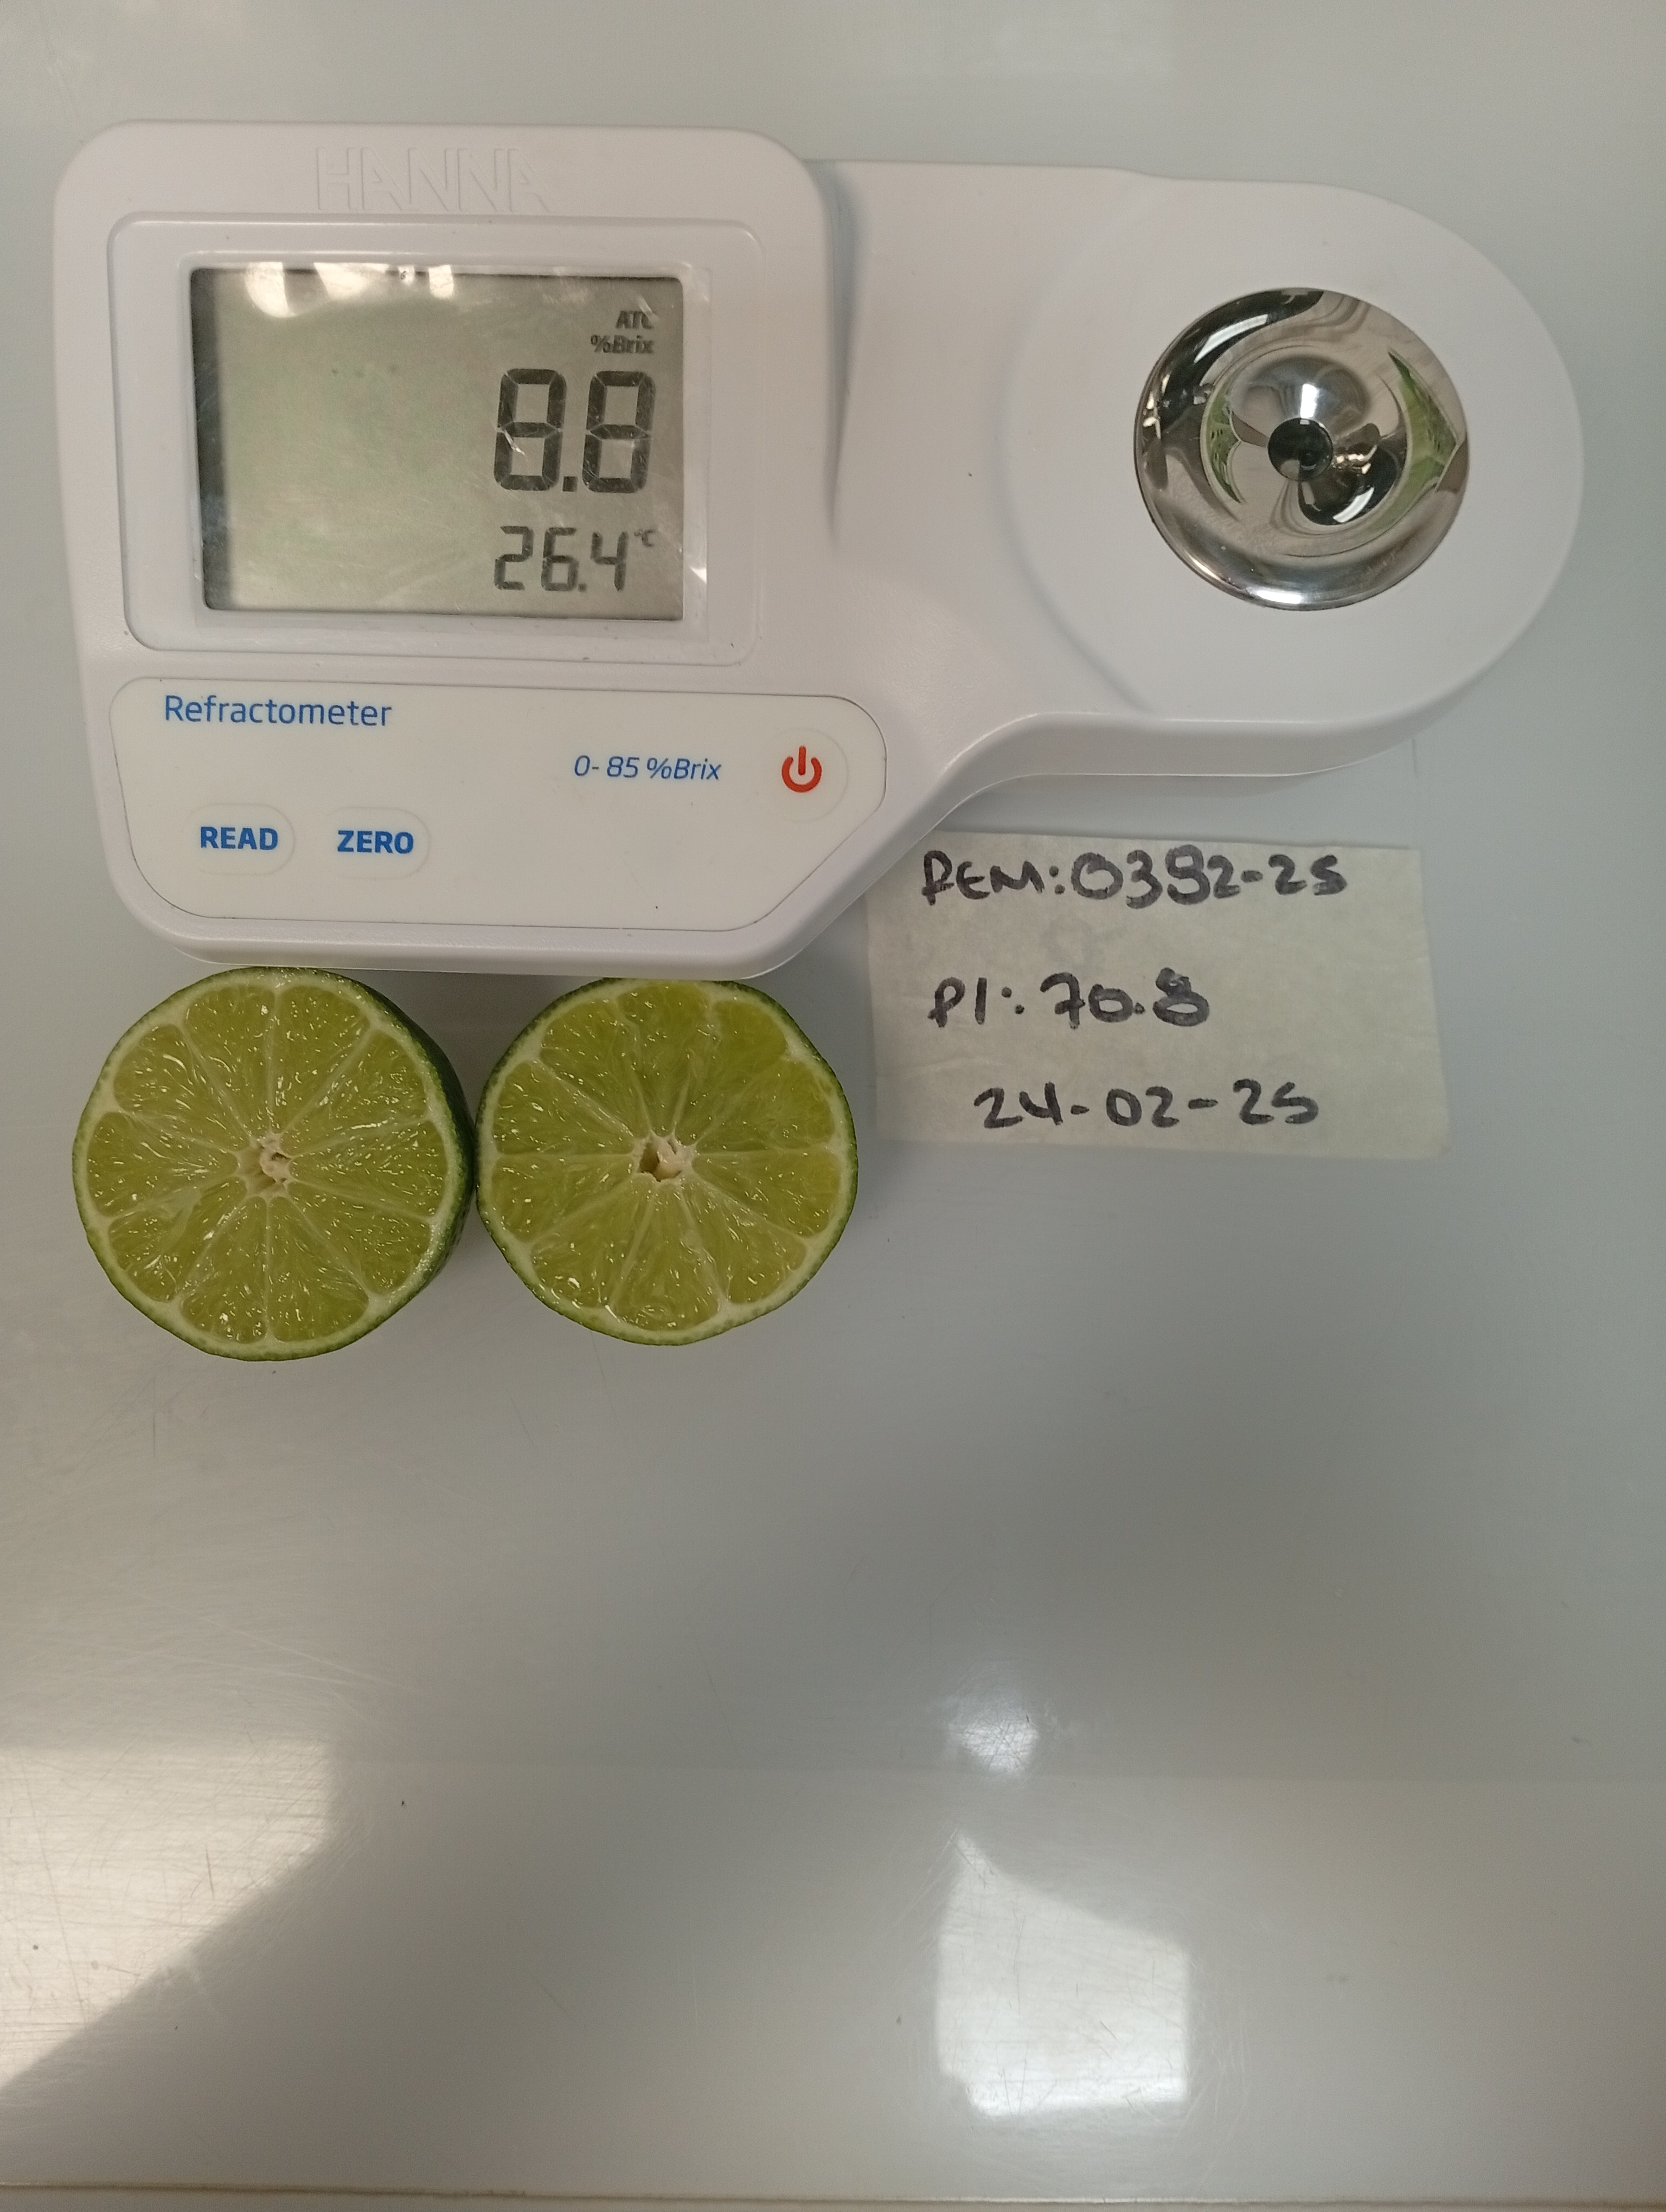 HANNA
ATC
%Brix
8.8
26.4°C
Refractometer
0-85 %Brix
READ
ZERO
REM:0392-25
PI: 70.8
24-02-25